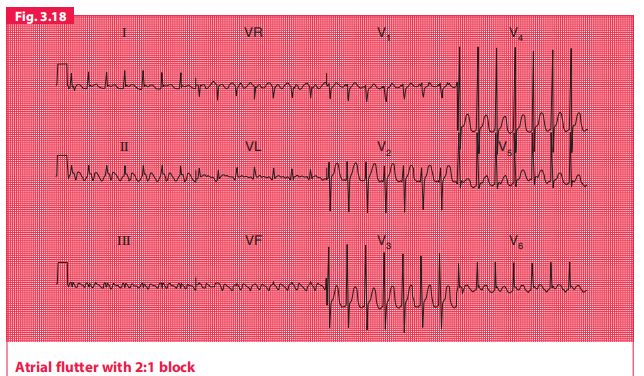 Fig. 3.18
I VR V1 V4
II VL V2 V5
III VF V3 V6
Atrial flutter with 2:1 block